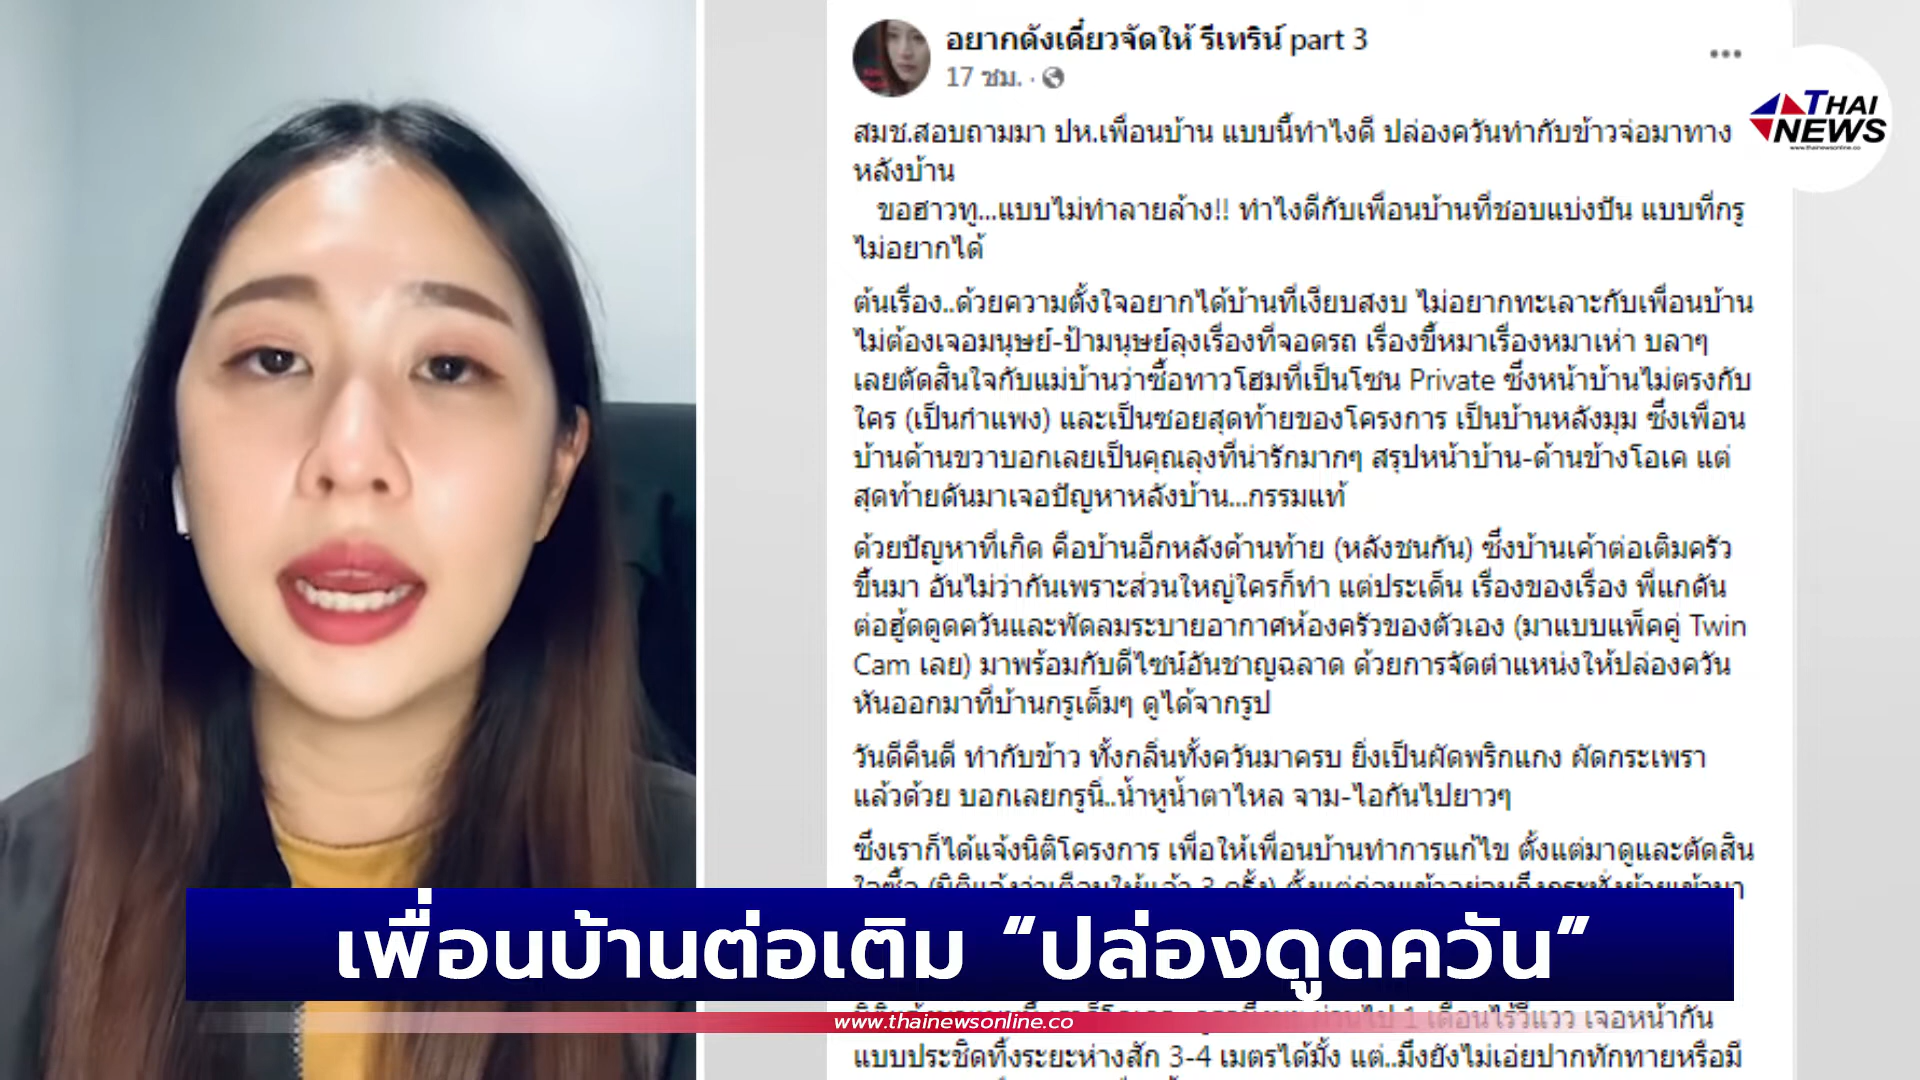 อยากดังเดี๋ยวจัดให้ รีเทริน์ part 3
17 ชม. ·
THAI
NEWS
www.thainewsonline.co
สมช.สอบถามมา ปห.เพื่อนบ้าน แบบนี้ทำไงดี ปล่องควันทำกับข้าวจ่อมาทาง
หลังบ้าน
ขอฮาวทู...แบบไม่ทำลายล้าง!! ทำไงดีกับเพื่อนบ้านที่ชอบแบ่งปัน แบบที่กรู
ไม่อยากได้
ต้นเรื่อง..ด้วยความตั้งใจอยากได้บ้านที่เงียบสงบ ไม่อยากทะเลาะกับเพื่อนบ้าน
ไม่ต้องเจอมนุษย์-ป้ามนุษย์ลุงเรื่องที่จอดรถ เรื่องขี้หมาเรื่องหมาเห่า บลาๆ
เลยตัดสินใจกับแม่บ้านว่าซื้อทาวโฮมที่เป็นโซน Private ซึ่งหน้าบ้านไม่ตรงกับ
ใคร (เป็นกำแพง) และเป็นซอยสุดท้ายของโครงการ เป็นบ้านหลังมุม ซึ่งเพื่อน
บ้านด้านขวาบอกเลยเป็นคุณลุงที่น่ารักมากๆ สรุปหน้าบ้าน-ด้านข้างโอเค แต่
สุดท้ายดันมาเจอปัญหาหลังบ้าน...กรรมแท้
ด้วยปัญหาที่เกิด คือบ้านอีกหลังด้านท้าย (หลังชนกัน) ซึ่งบ้านเค้าต่อเติมครัว
ขึ้นมา อันไม่ว่ากันเพราะส่วนใหญ่ใครก็ทำ แต่ประเด็น เรื่องของเรื่อง พี่แกดัน
ต่อฮู้ดดูดควันและพัดลมระบายอากาศห้องครัวของตัวเอง (มาแบบแพ็คคู่ Twin
Cam เลย) มาพร้อมกับดีไซน์อันชาญฉลาด ด้วยการจัดตำแหน่งให้ปล่องควัน
หันออกมาที่บ้านกรูเต็มๆ ดูได้จากรูป
วันดีคืนดี ทำกับข้าว ทั้งกลิ่นทั้งควันมาครบ ยิ่งเป็นผัดพริกแกง ผัดกระเพรา
แล้วด้วย บอกเลยกรูนี่..น้ำหูน้ำตาไหล จาม-ไอกันไปยาวๆ
ซึ่งเราก็ได้แจ้งนิติโครงการ เพื่อให้เพื่อนบ้านทำการแก้ไข ตั้งแต่มาดูและตัดสิน
เพื่อนบ้านต่อเติม “ปล่องดูดควัน”
www.thainewsonline.co
1 เดือนไร้วี่แวว เจอหน้ากัน
แบบประชิดทิ้งระยะห่างสัก 3-4 เมตรได้มั้ง แต่..มึงยังไม่เอ่ยปากทักทายหรือมี